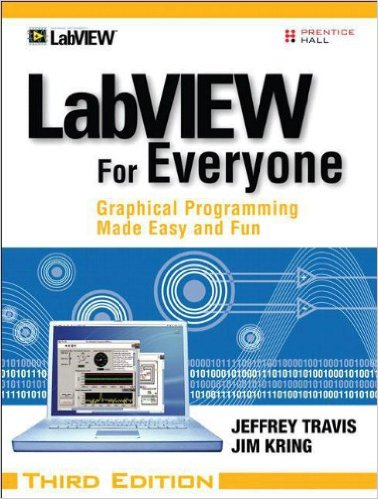 LabVIEW
PRENTICE
HALL
LabVIEW
For Everyone
Graphical Programming
Made Easy and Fun
JEFFREY TRAVIS
JIM KRING
THIRD EDITION